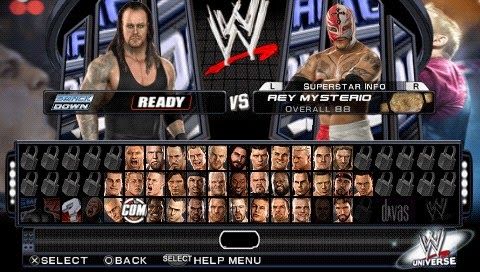 W
L SUPERSTAR INFO R
SMACK DOWN READY VS REY MYSTERIO
OVERALL 88
COM
divas
SELECT BACK SELECT HELP MENU
UNIVERSE